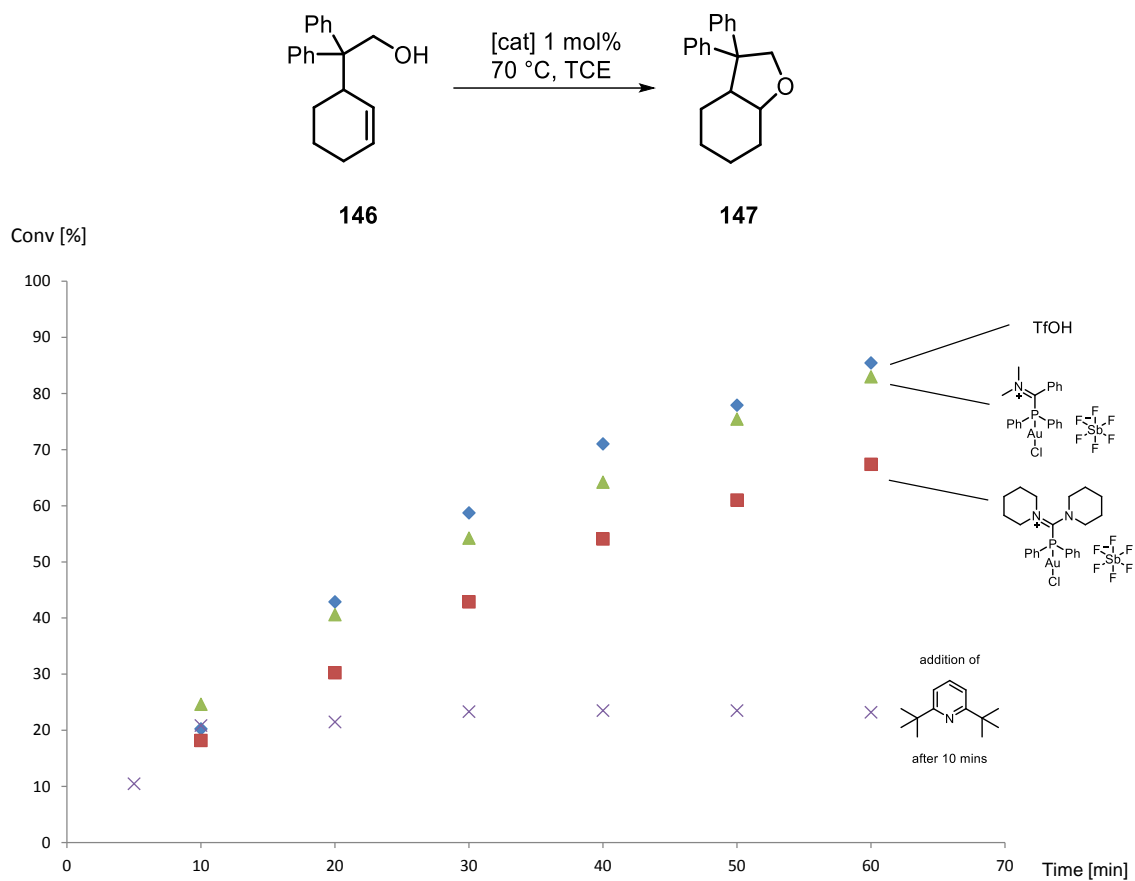 Ph
Ph
OH
[cat] 1 mol%
70 °C, TCE
Ph
Ph
O
146
147
Conv [%]
100
90
80
70
60
50
40
30
20
10
0
0 10 20 30 40 50 60 70
Time [min]
TfOH
N
+
Ph
Ph P Ph
Au
Cl
F
F F
Sb
F F
F
N N
+
Ph P Ph
Au
Cl
F
F F
Sb
F F
F
addition of
N
after 10 mins